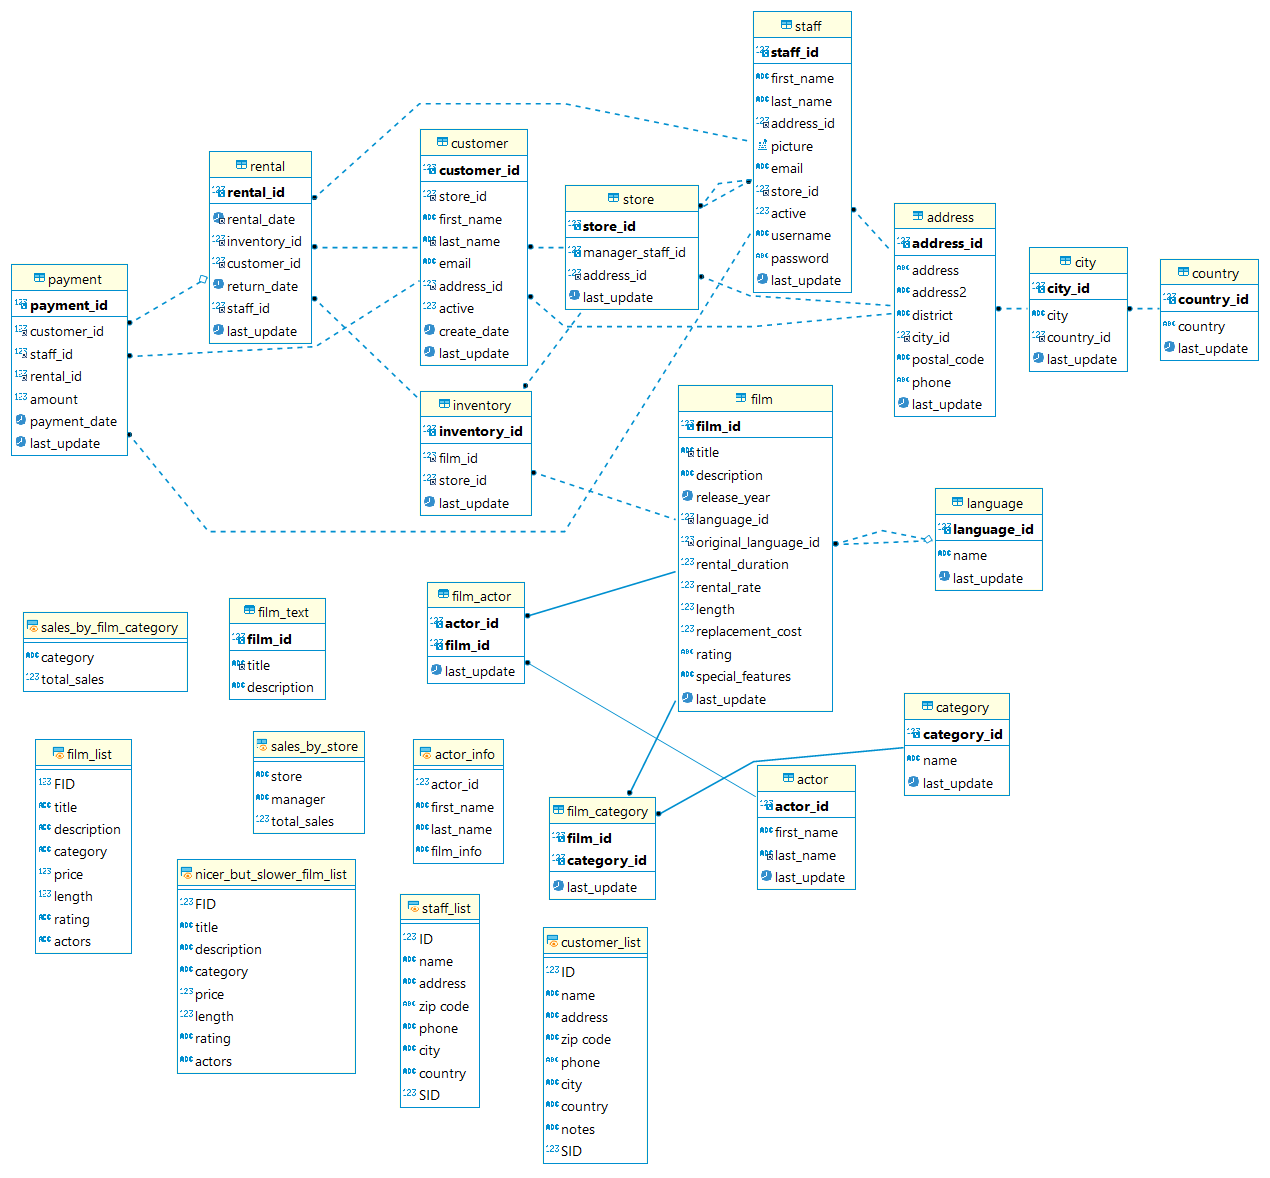 staff
staff_id
first_name
last_name
address_id
picture
email
store_id
active
username
password
last_update
customer
customer_id
store_id
first_name
last_name
email
address_id
active
create_date
last_update
rental
rental_id
rental_date
inventory_id
customer_id
return_date
staff_id
last_update
store
store_id
manager_staff_id
address_id
last_update
address
address_id
address
address2
district
city_id
postal_code
phone
last_update
city
city_id
city
country_id
last_update
country
country_id
country
last_update
payment
payment_id
customer_id
staff_id
rental_id
amount
payment_date
last_update
inventory
inventory_id
film_id
store_id
last_update
film
film_id
title
description
release_year
language_id
original_language_id
rental_duration
rental_rate
length
replacement_cost
rating
special_features
last_update
language
language_id
name
last_update
film_actor
actor_id
film_id
last_update
sales_by_film_category
category
total_sales
film_text
film_id
title
description
category
category_id
name
last_update
film_list
FID
title
description
category
price
length
rating
actors
sales_by_store
store
manager
total_sales
actor_info
actor_id
first_name
last_name
film_info
actor
actor_id
first_name
last_name
last_update
film_category
film_id
category_id
last_update
nicer_but_slower_film_list
FID
title
description
category
price
length
rating
actors
staff_list
ID
name
address
zip code
phone
city
country
SID
customer_list
ID
name
address
zip code
phone
city
country
notes
SID